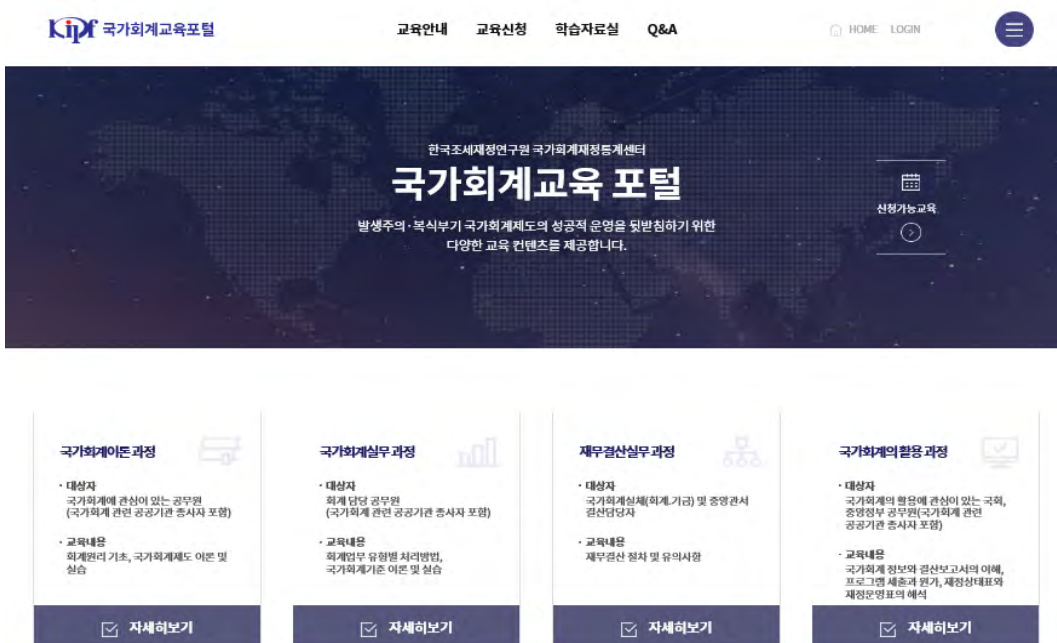 Kipf 국가회계교육포털
교육안내 교육신청 학습자료실 Q&A
HOME LOGIN
한국조세재정연구원 국가회계재정통계센터
국가회계교육 포털
발생주의·복식부기 국가회계제도의 성공적 운영을 뒷받침하기 위한
다양한 교육 컨텐츠를 제공합니다.
신청가능교육
국가회계이론 과정
· 대상자
국가회계에 관심이 있는 공무원
(국가회계 관련 공공기관 종사자 포함)
· 교육내용
회계원리 기초, 국가회계제도 이론 및
실습
자세히보기
국가회계실무 과정
· 대상자
회계 담당 공무원
(국가회계 관련 공공기관 종사자 포함)
· 교육내용
회계업무 유형별 처리방법,
국가회계기준 이론 및 실습
자세히보기
재무결산실무 과정
· 대상자
국가회계실체(회계.기금) 및 중앙관서
결산담당자
· 교육내용
재무결산 절차 및 유의사항
자세히보기
국가회계의 활용 과정
· 대상자
국가회계의 활용에 관심이 있는 국회,
중앙정부 공무원(국가회계 관련
공공기관 종사자 포함)
· 교육내용
국가회계 정보와 결산보고서의 이해,
프로그램 세출과 원가, 재정상태표와
재정운영표의 해석
자세히보기